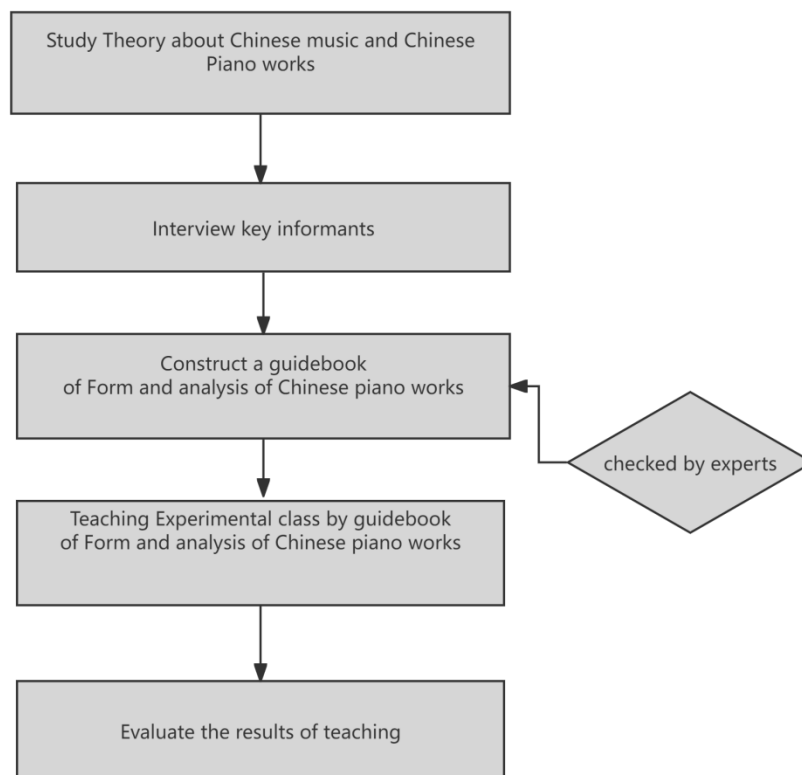 Study Theory about Chinese music and Chinese
Piano works
Interview key informants
Construct a guidebook
of Form and analysis of Chinese piano works
checked by experts
Teaching Experimental class by guidebook
of Form and analysis of Chinese piano works
Evaluate the results of teaching